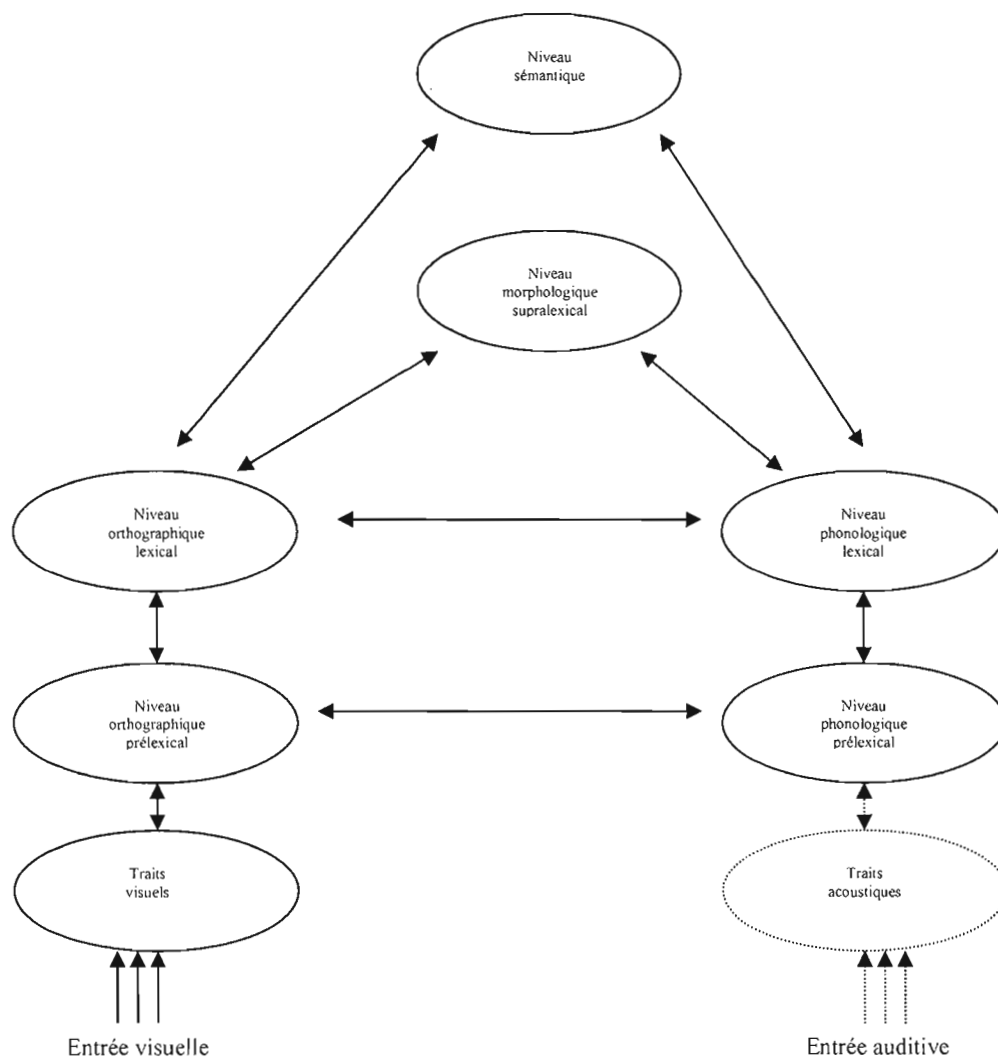 Niveau
sémantique
Niveau
morphologique
supralexical
Niveau
orthographique
lexical
Niveau
phonologique
lexical
Niveau
orthographique
prélexical
Niveau
phonologique
prélexical
Traits
visuels
Traits
acoustiques
Entrée visuelle
Entrée auditive